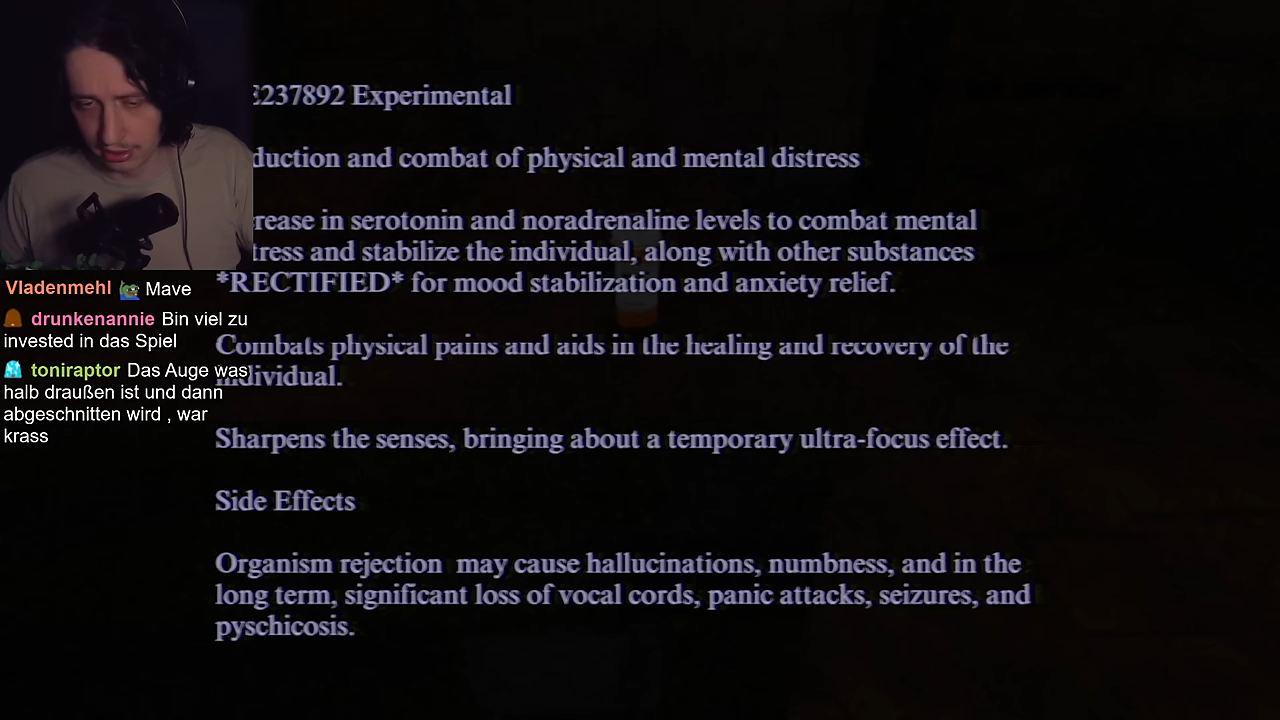 E237892 Experimental
duction and combat of physical and mental distress
rease in serotonin and noradrenaline levels to combat mental
tress and stabilize the individual, along with other substances
*RECTIFIED* for mood stabilization and anxiety relief.
Combats physical pains and aids in the healing and recovery of the
individual.
Sharpens the senses, bringing about a temporary ultra-focus effect.
Side Effects
Organism rejection may cause hallucinations, numbness, and in the
long term, significant loss of vocal cords, panic attacks, seizures, and
pyschicosis.
Vladenmehl Mave
drunkenannie Bin viel zu
invested in das Spiel
toniraptor Das Auge was
halb draußen ist und dann
abgeschnitten wird , war
krass